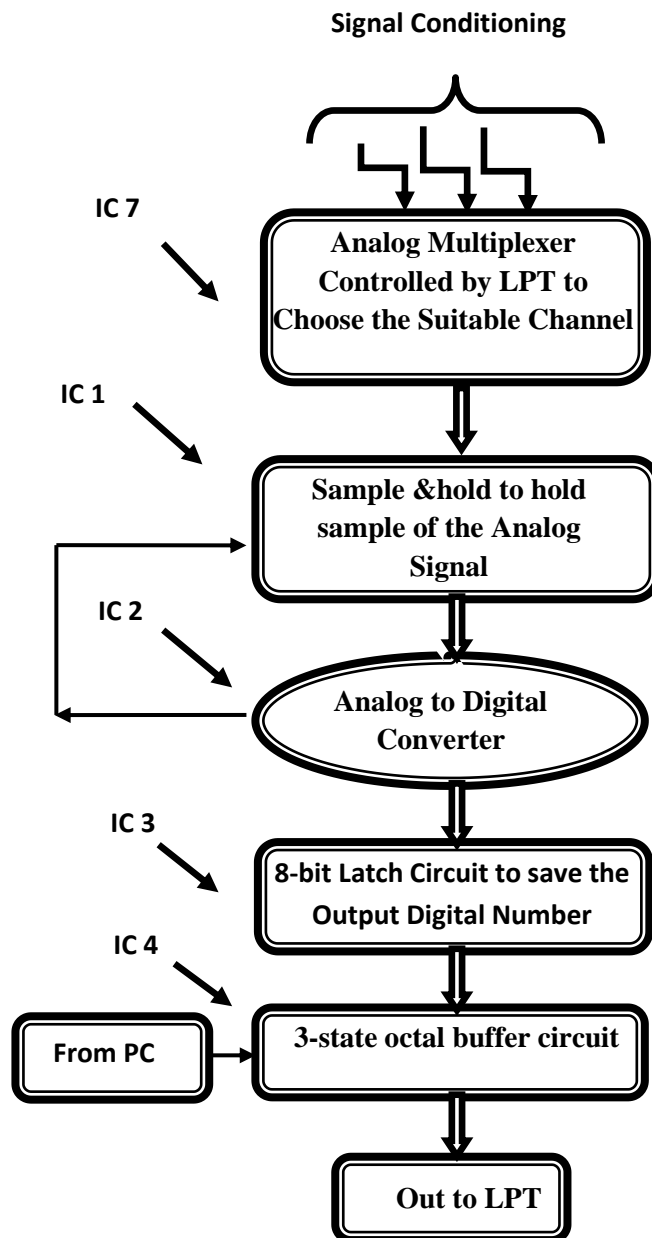 Signal Conditioning
IC 7
Analog Multiplexer
Controlled by LPT to
Choose the Suitable Channel
IC 1
Sample &hold to hold
sample of the Analog
Signal
IC 2
Analog to Digital
Converter
IC 3
8-bit Latch Circuit to save the
Output Digital Number
IC 4
From PC
3-state octal buffer circuit
Out to LPT